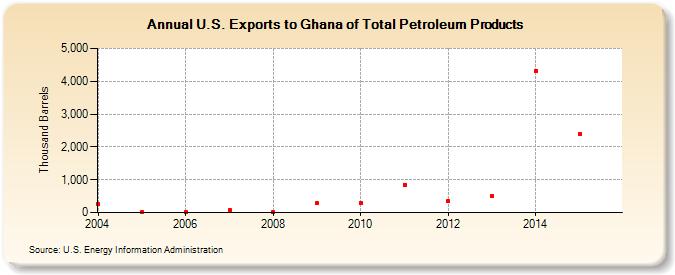 Annual U.S. Exports to Ghana of Total Petroleum Products
Thousand Barrels
5,000
4,000
3,000
2,000
1,000
0
2004 2006 2008 2010 2012 2014
Source: U.S. Energy Information Administration